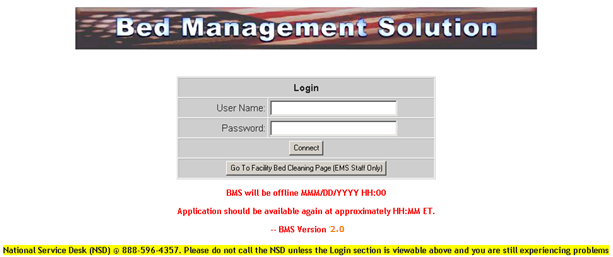 Bed Management Solution
Login
User Name:
Password:
Connect
Go To Facility Bed Cleaning Page (EMS Staff Only)
BMS will be offline MMM/DD/YYYY HH:00
Application should be available again at approximately HH:MM ET.
-- BMS Version 2.0
National Service Desk (NSD) @ 888-596-4357. Please do not call the NSD unless the Login section is viewable above and you are still experiencing problems